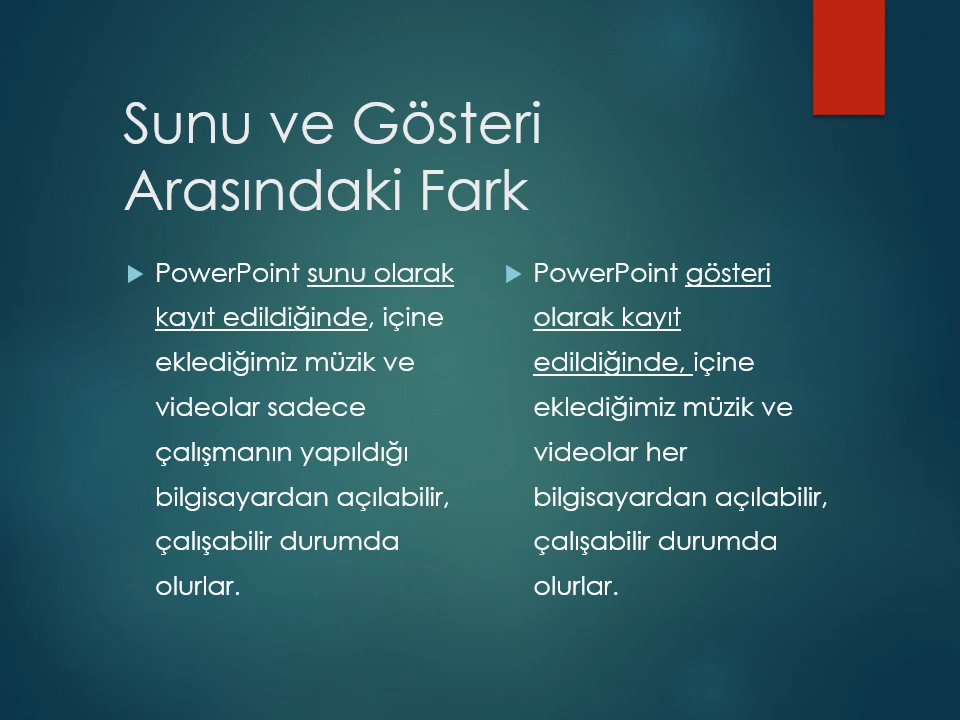 Sunu ve Gösteri
Arasındaki Fark
PowerPoint sunu olarak
kayıt edildiğinde, içine
eklediğimiz müzik ve
videolar sadece
çalışmanın yapıldığı
bilgisayardan açılabilir,
çalışabilir durumda
olurlar.
PowerPoint gösteri
olarak kayıt
edildiğinde, içine
eklediğimiz müzik ve
videolar her
bilgisayardan açılabilir,
çalışabilir durumda
olurlar.